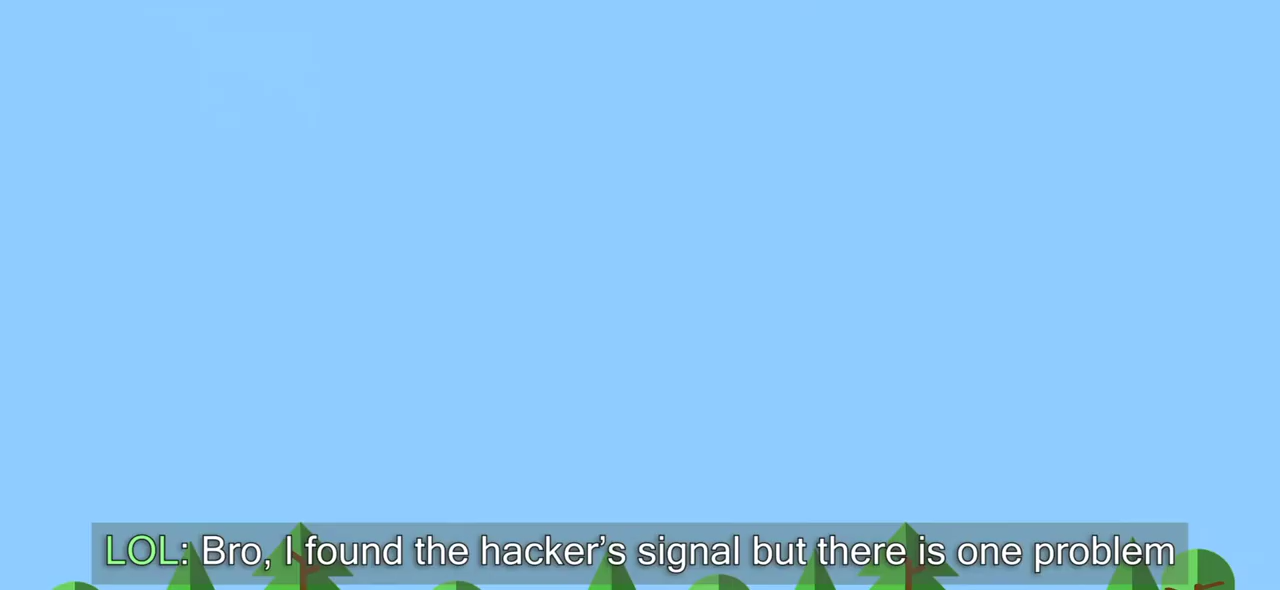 LOL: Bro, I found the hacker’s signal but there is one problem